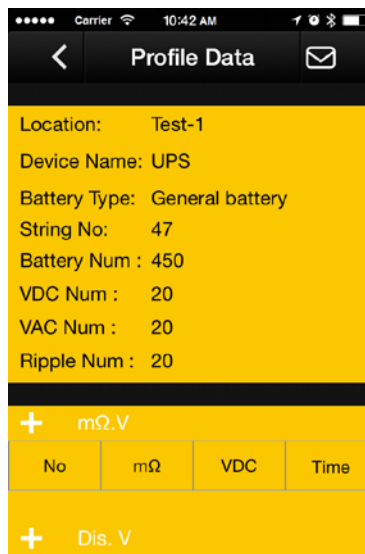 Carrier 10:42 AM
Profile Data
Location: Test-1
Device Name: UPS
Battery Type: General battery
String No: 47
Battery Num : 450
VDC Num : 20
VAC Num : 20
Ripple Num : 20
+ mΩ.V
No mΩ VDC Time
+ Dis. V